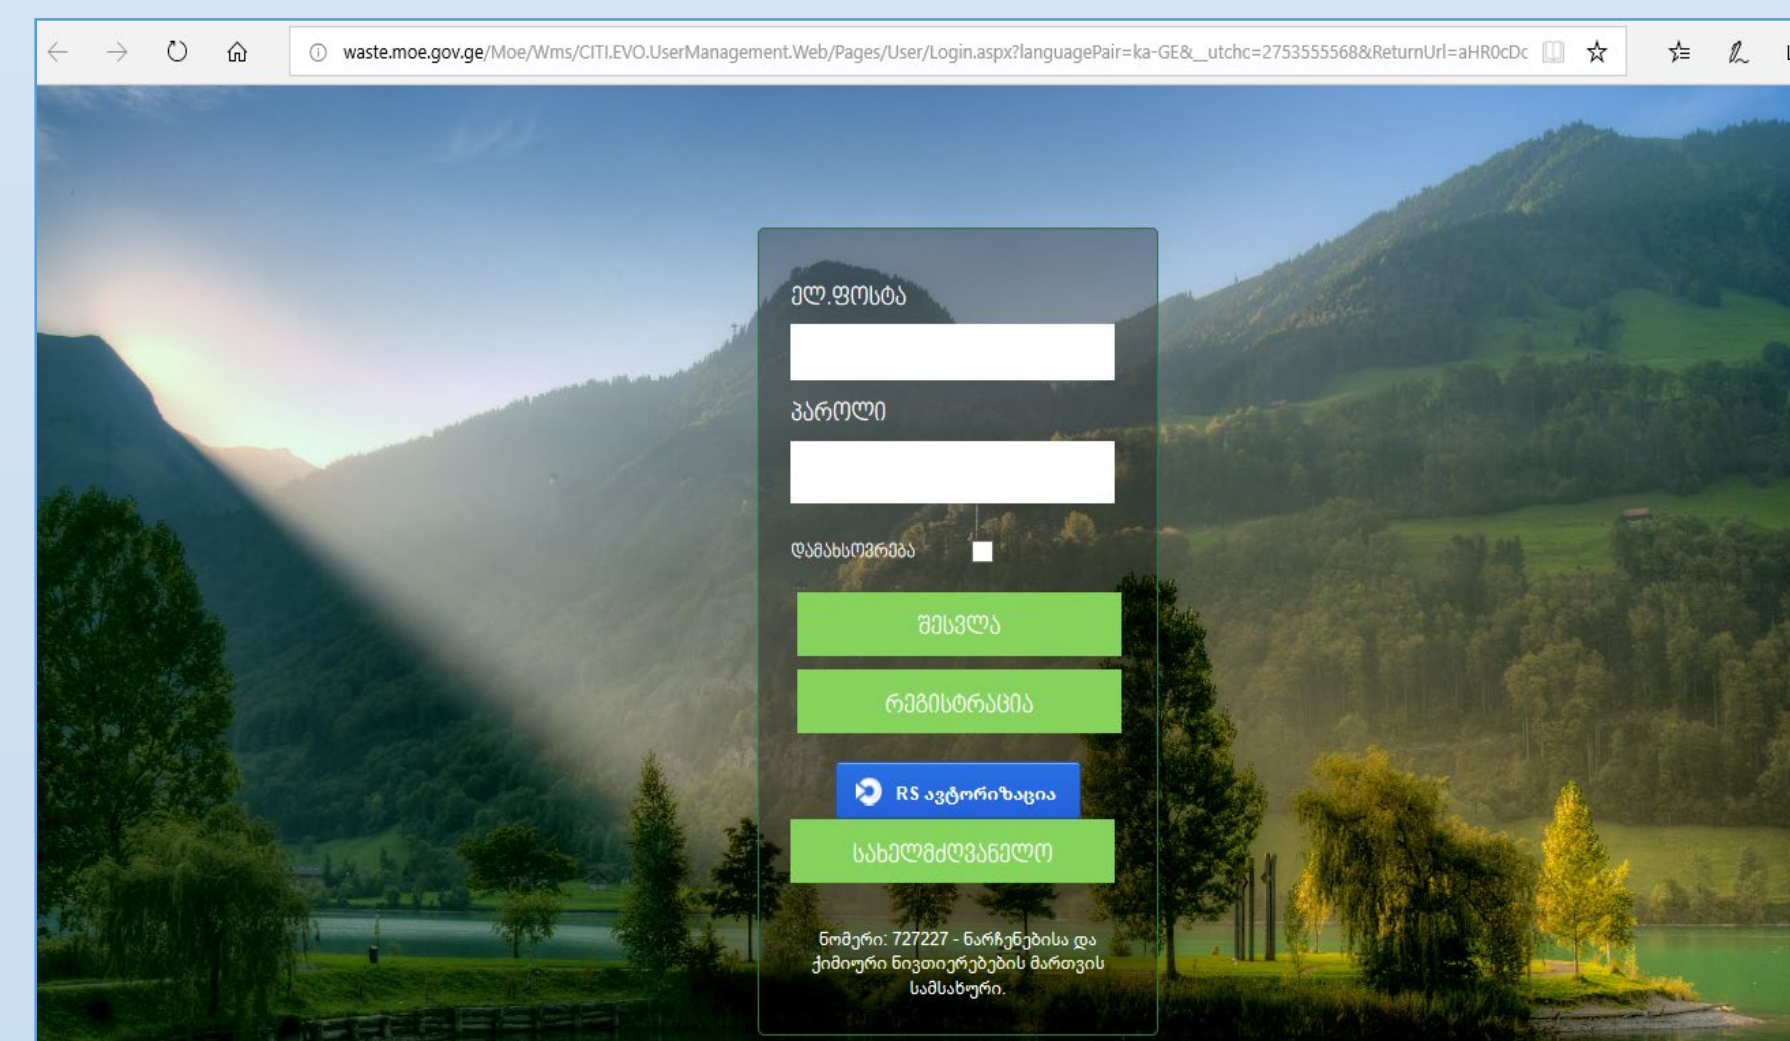 waste.moe.gov.ge/Moe/Wms/CITI.EVO.UserManagement.Web/Pages/User/Login.aspx?languagePair=ka-GE&__utchc=2753555568&ReturnUrl=aHR0cDc
ელ.ფოსტა
პაროლი
დამახსოვრება
შესვლა
რეგისტრაცია
RS ავტორიზაცია
სახელმძღვანელო
ნომერი: 727227 - ნარჩენებისა და
ქიმიური ნივთიერებების მართვის
სამსახური.